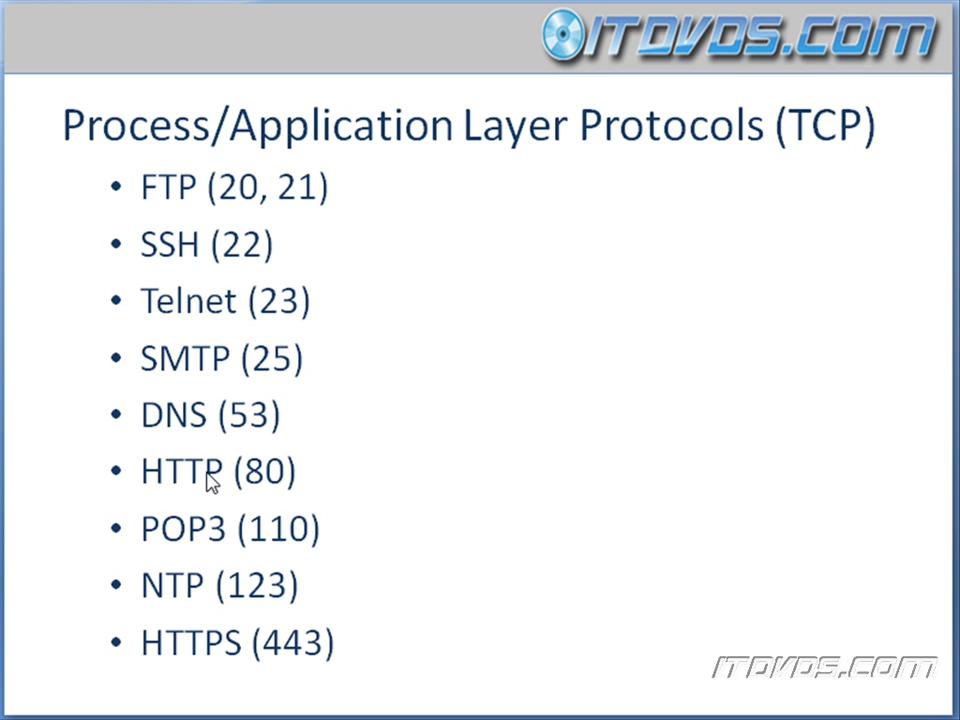 ITDVDS.com
Process/Application Layer Protocols (TCP)
• FTP (20, 21)
• SSH (22)
• Telnet (23)
• SMTP (25)
• DNS (53)
• HTTP (80)
• POP3 (110)
• NTP (123)
• HTTPS (443)
ITDVDS.com